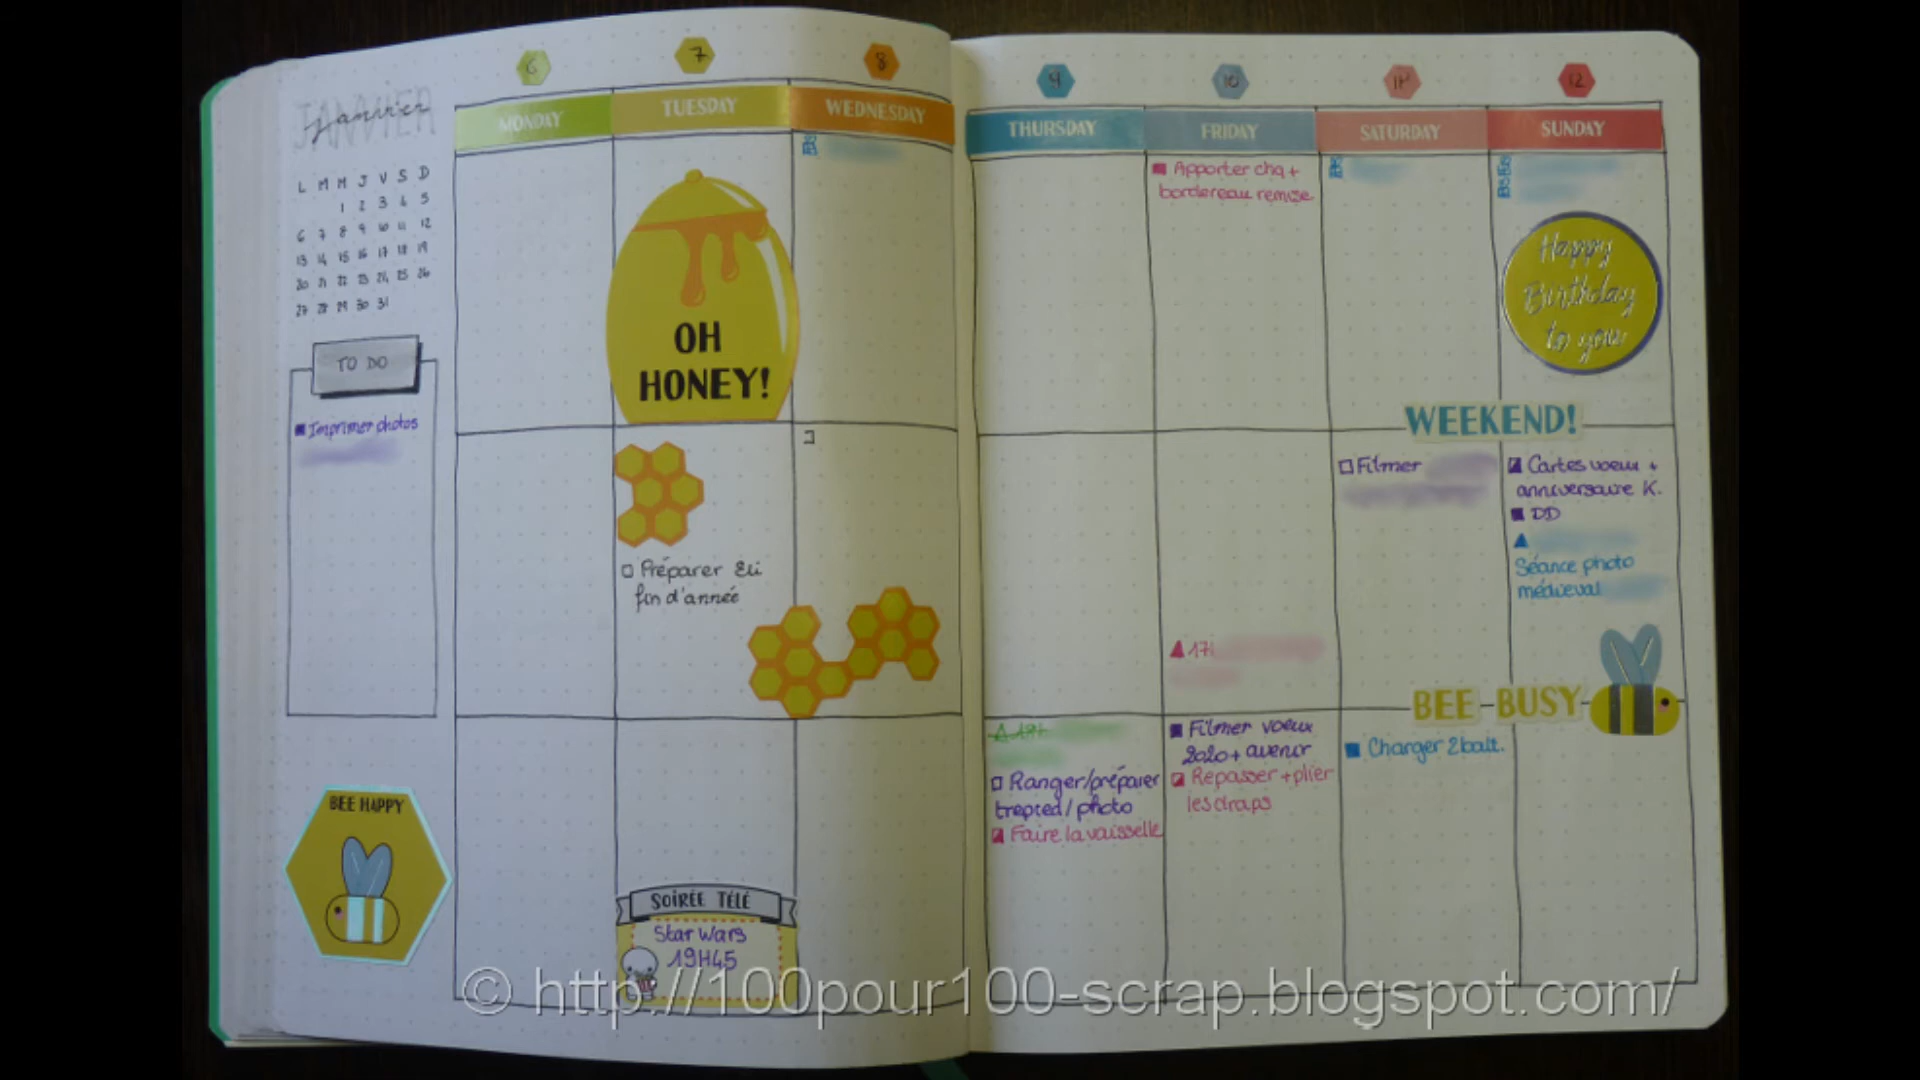 JANVIER
janvier
L M M J V S D
1 2 3 4 5
6 7 8 9 10 11 12
13 14 15 16 17 18 19
20 21 22 23 24 25 26
27 28 29 30 31
TO DO
Imprimer photos
BEE HAPPY
6 7 8
MONDAY TUESDAY WEDNESDAY
OH
HONEY!
Préparer Eli
fin d'année
SOIRÉE TÉLÉ
Star Wars
19H45
9 10 11 12
THURSDAY FRIDAY SATURDAY SUNDAY
Ranger/préparer
trepied/photo
Faire la vaisselle
Apporter chq +
bordereau remise
17h
Filmer voeux
2020 + avenir
Repasser + plier
les draps
Happy
Birthday
to you
WEEKEND!
Filmer
Cartes voeux +
anniversaire K.
DD
Séance photo
médiéval
BEE BUSY
Charger 2 batt.
© http://100pour100-scrap.blogspot.com/